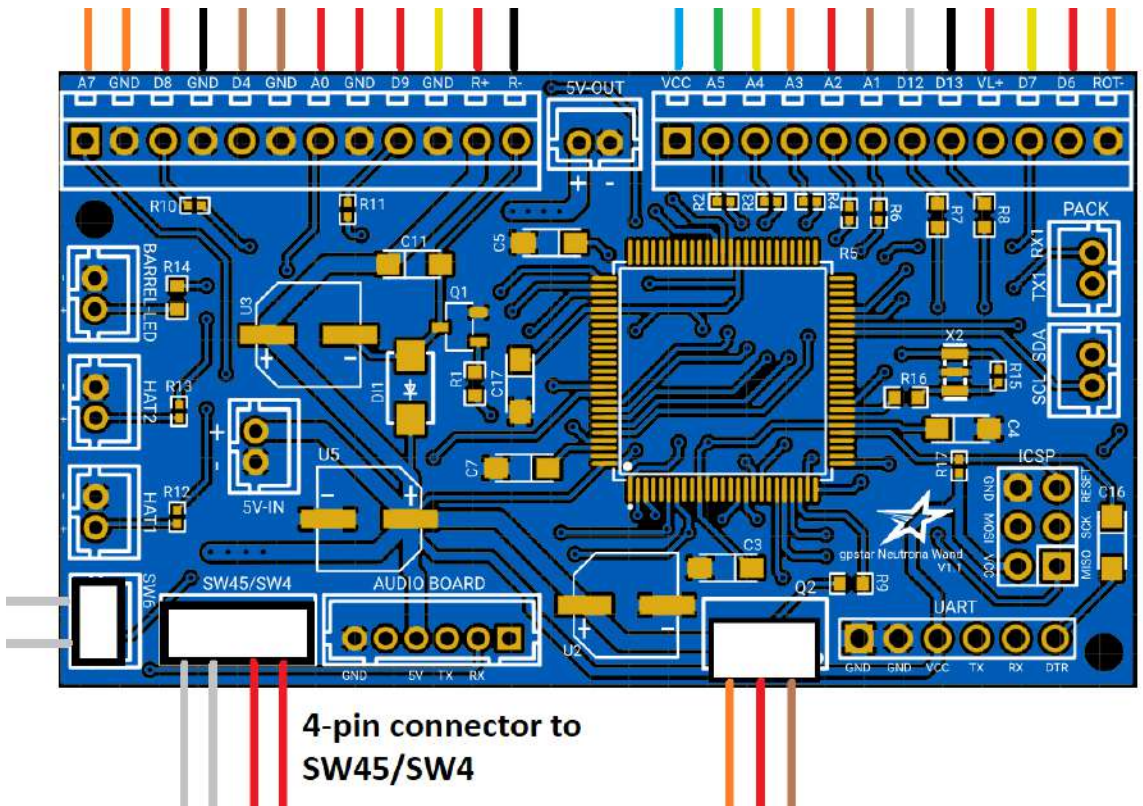 A7 GND D8 GND D4 GND A0 GND D9 GND R+ R-
5V-OUT
VCC A5 A4 A3 A2 A1 D12 D13 VL+ D7 D6 ROT-
+ -
R10
R11
R2 R3 R4 R6 R7 R8
R5
PACK
TX1 RX1
C11
C5
BARREL-LED
- +
R14
U3
+ -
Q1
X2
SCL SDA
HAT2
- +
R13
D1
R1
C17
R16
R15
+ -
5V-IN
U5
- +
C7
C4
R17
ICSP
HAT1
- +
R12
GND RESET
MOSI SCK
VCC MISO
C16
gpstar Neutrona Wand
V1.1
C3
SW6
SW45/SW4
AUDIO BOARD
GND 5V TX RX
U2
+ -
Q2
R9
UART
GND GND VCC TX RX DTR
4-pin connector to
SW45/SW4